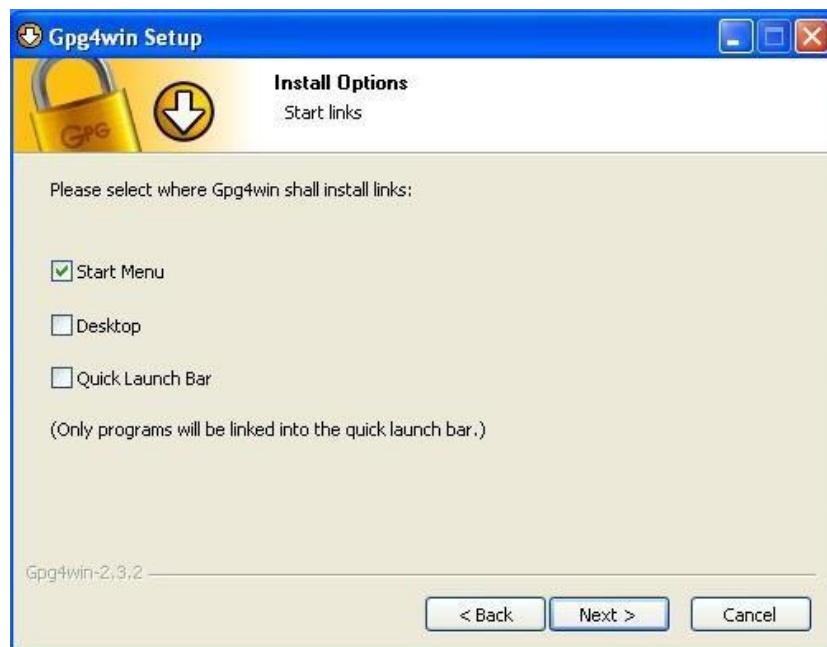 Gpg4win Setup
Install Options
Start links
GPG
Please select where Gpg4win shall install links:
Start Menu
Desktop
Quick Launch Bar
(Only programs will be linked into the quick launch bar.)
Gpg4win-2.3.2
< Back Next > Cancel